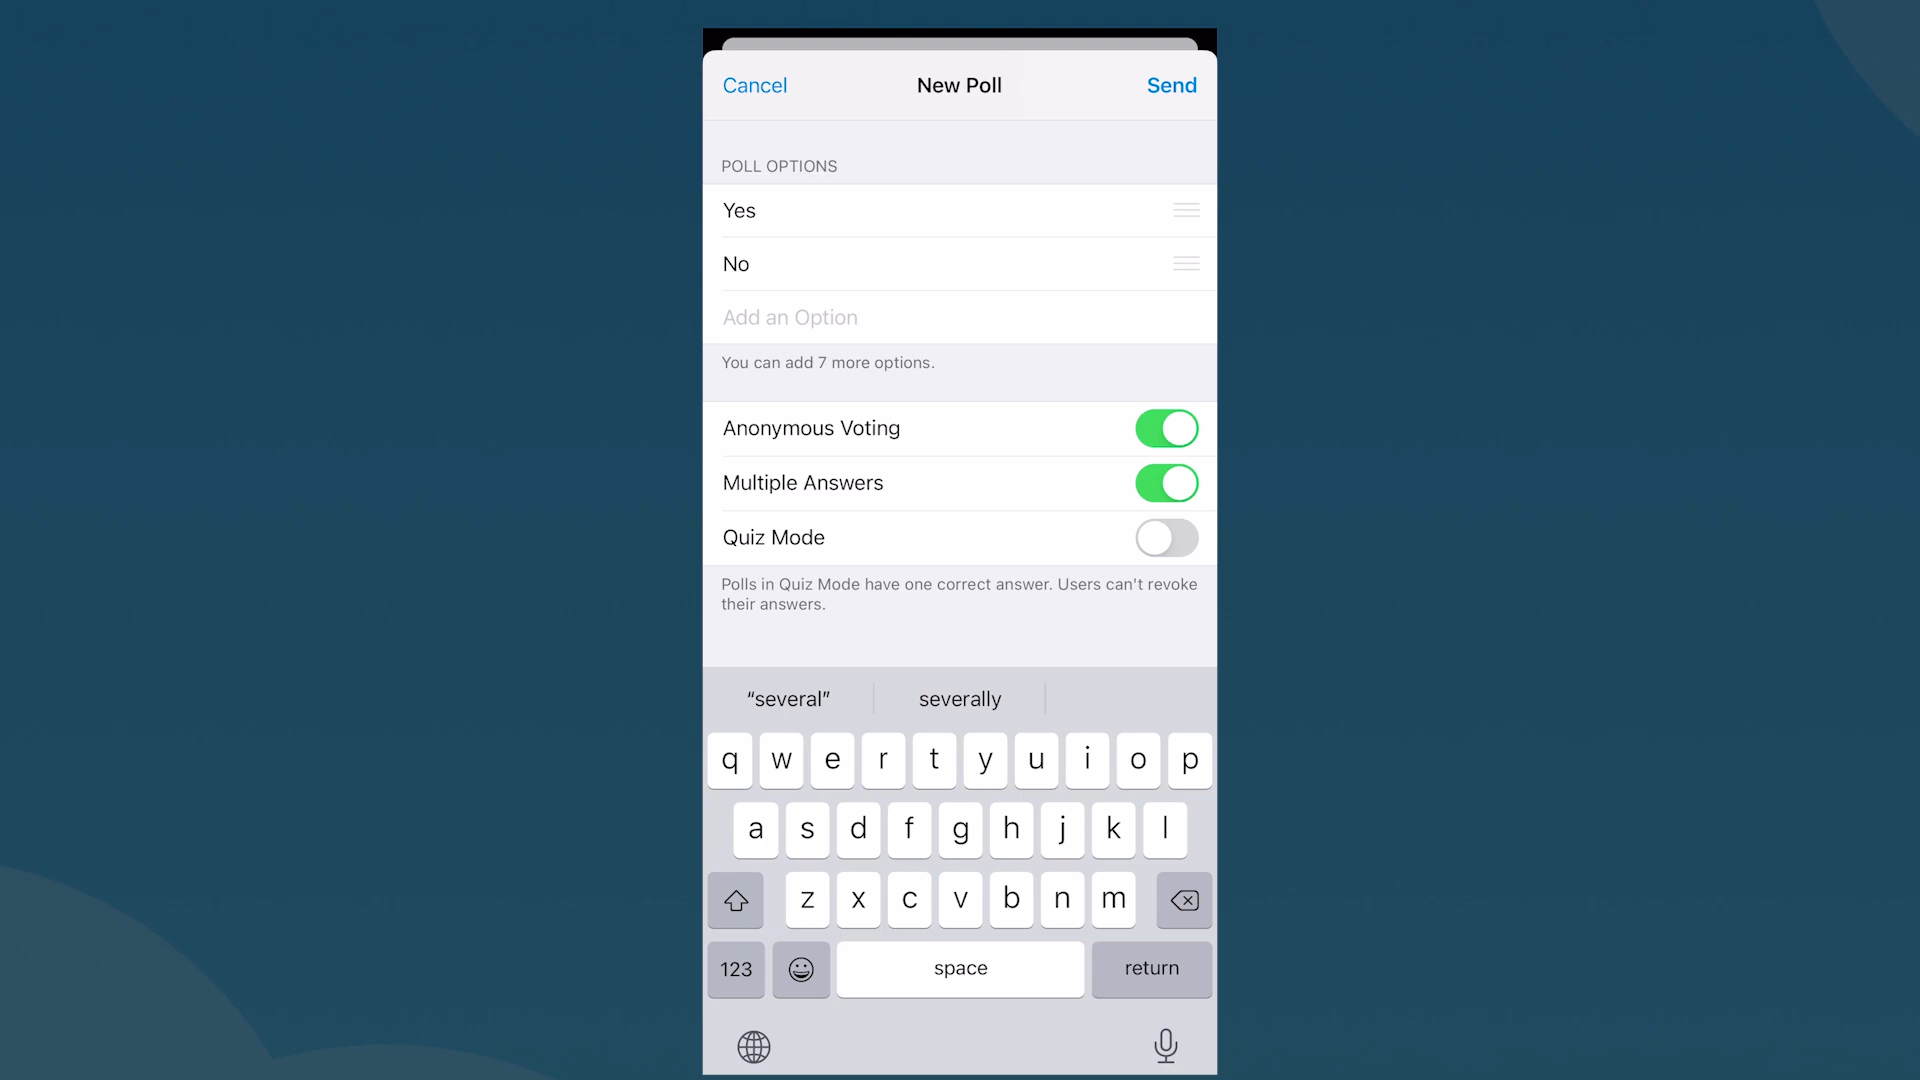 Cancel New Poll Send
POLL OPTIONS
Yes
No
Add an Option
You can add 7 more options.
Anonymous Voting
Multiple Answers
Quiz Mode
Polls in Quiz Mode have one correct answer. Users can't revoke
their answers.
“several” severally
q w e r t y u i o p
a s d f g h j k l
z x c v b n m
123 space return